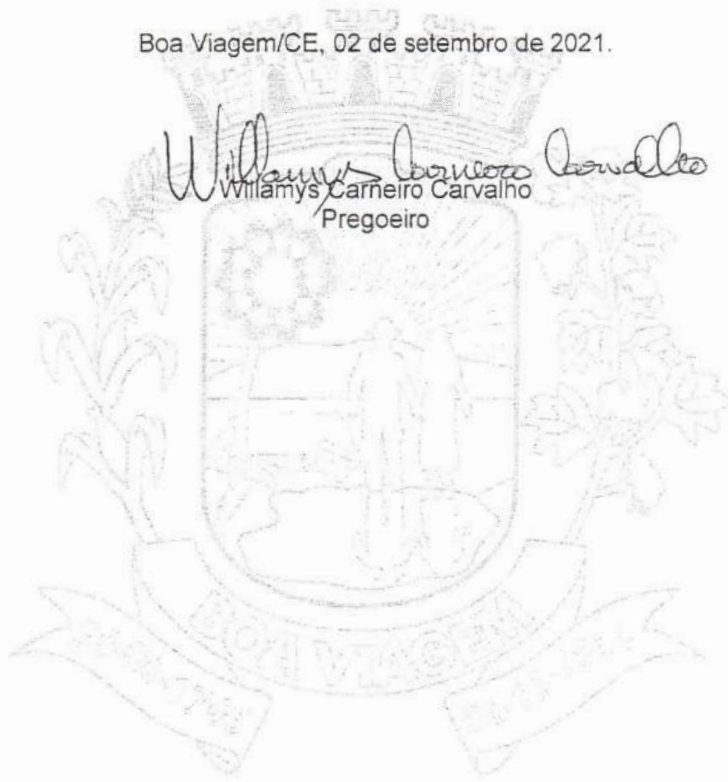 Boa Viagem/CE, 02 de setembro de 2021.
Willamys Carneiro Carvalho
Willamys Carneiro Carvalho
Pregoeiro
BOA VIAGEM